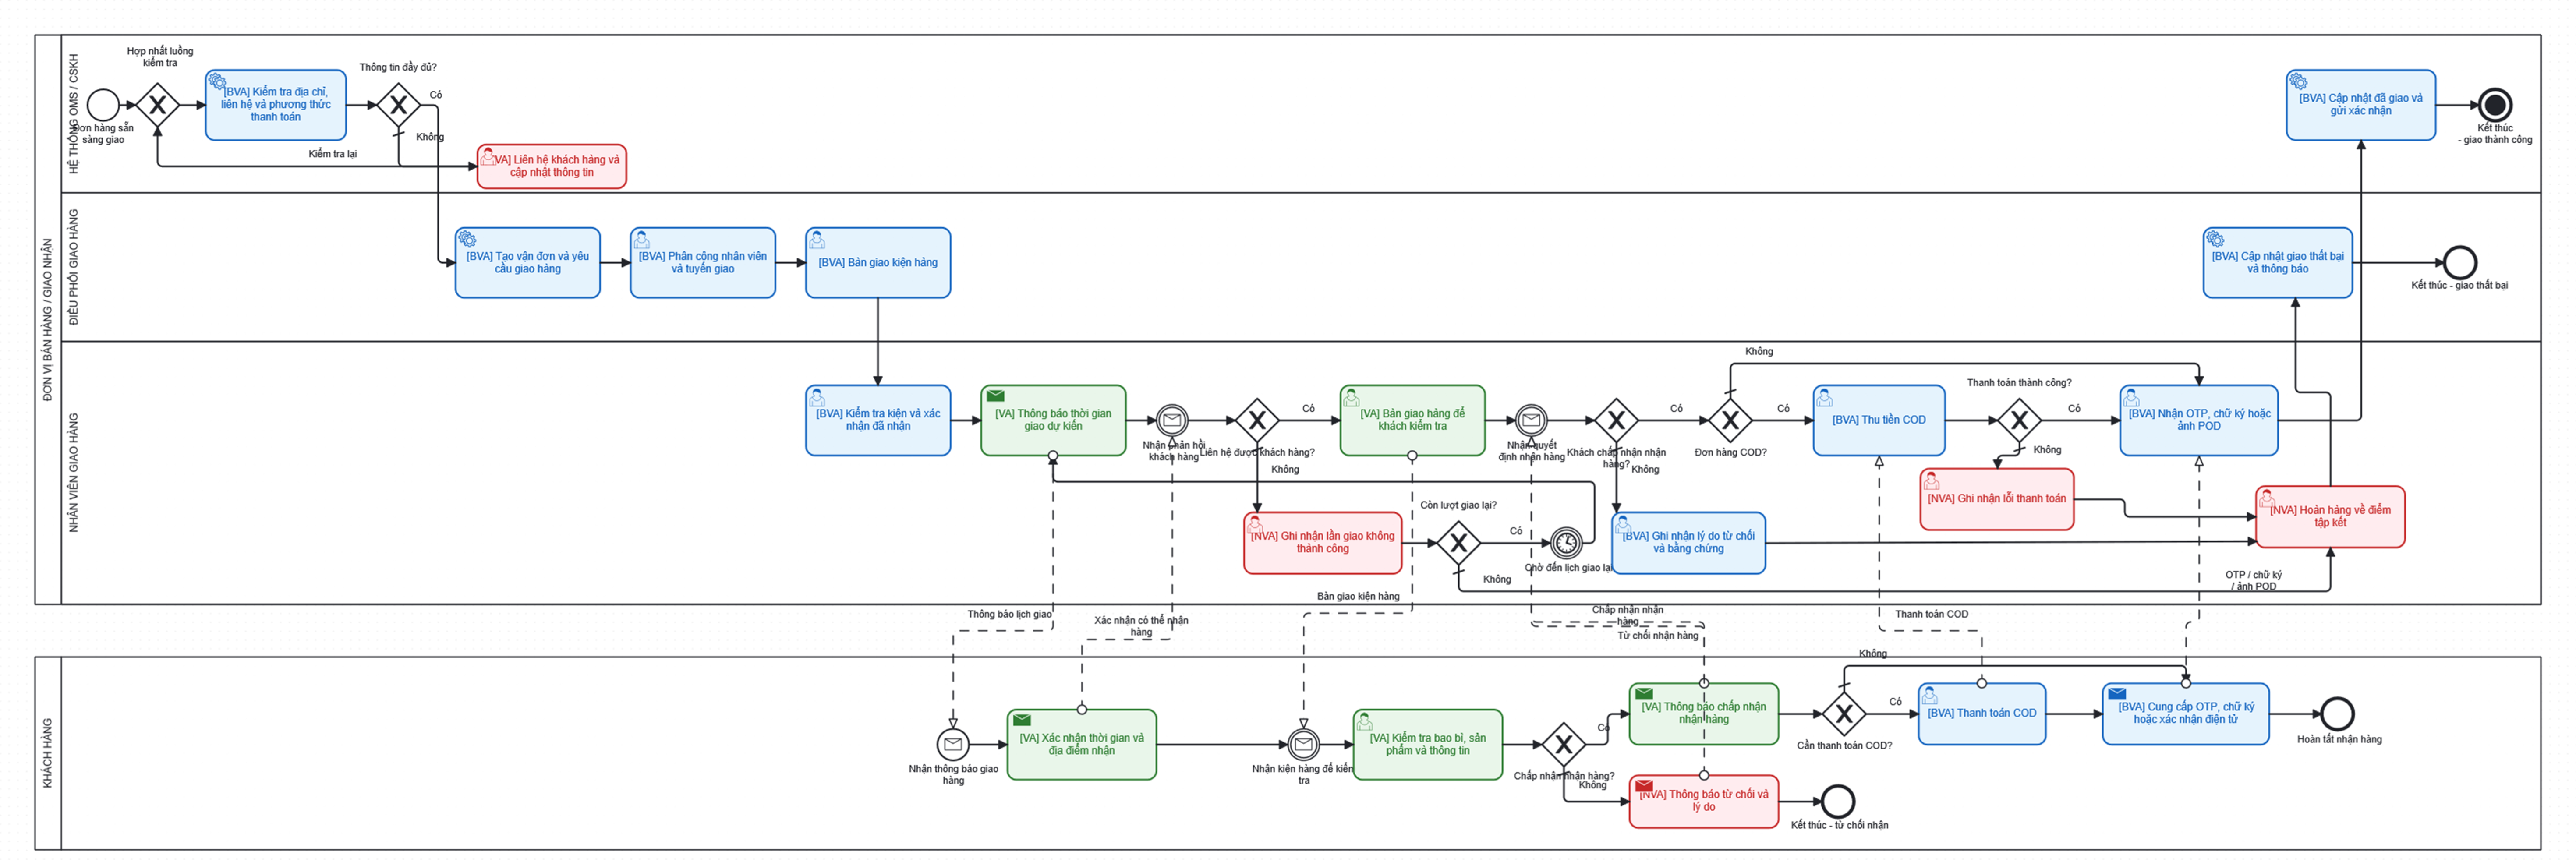 ĐƠN VỊ BÁN HÀNG / GIAO NHẬN
HỆ THỐNG OMS / CSKH
Đơn hàng sẵn
sàng giao
Hợp nhất luồng
kiểm tra
[BVA] Kiểm tra địa chỉ,
liên hệ và phương thức
thanh toán
Thông tin đầy đủ?
Có
Không
Kiểm tra lại
VA] Liên hệ khách hàng và
cập nhật thông tin
[BVA] Cập nhật đã giao và
gửi xác nhận
Kết thúc
- giao thành công
ĐIỀU PHỐI GIAO HÀNG
[BVA] Tạo vận đơn và yêu
cầu giao hàng
[BVA] Phân công nhân viên
và tuyến giao
[BVA] Bàn giao kiện hàng
[BVA] Cập nhật giao thất bại
và thông báo
Kết thúc - giao thất bại
NHÂN VIÊN GIAO HÀNG
[BVA] Kiểm tra kiện và xác
nhận đã nhận
[VA] Thông báo thời gian
giao dự kiến
Nhận phản hồi
khách hàng
Liên hệ được khách hàng?
Có
Không
[VA] Bàn giao hàng để
khách kiểm tra
Nhận quyết
định nhận hàng
Khách chấp nhận nhận
hàng?
Có
Không
Đơn hàng COD?
Không
Có
[BVA] Thu tiền COD
Thanh toán thành công?
Có
Không
[BVA] Nhận OTP, chữ ký hoặc
ảnh POD
[NVA] Ghi nhận lỗi thanh toán
[NVA] Hoàn hàng về điểm
tập kết
[NVA] Ghi nhận lần giao không
thành công
Còn lượt giao lại?
Có
Không
Chờ đến lịch giao lại
[BVA] Ghi nhận lý do từ chối
và bằng chứng
Thông báo lịch giao
Xác nhận có thể nhận
hàng
Bàn giao kiện hàng
Chấp nhận nhận
hàng
Từ chối nhận hàng
Thanh toán COD
OTP / chữ ký
/ ảnh POD
KHÁCH HÀNG
Nhận thông báo giao
hàng
[VA] Xác nhận thời gian và
địa điểm nhận
Nhận kiện hàng để kiểm
tra
[VA] Kiểm tra bao bì, sản
phẩm và thông tin
Chấp nhận nhận hàng?
Có
Không
[VA] Thông báo chấp nhận
nhận hàng
[NVA] Thông báo từ chối và
lý do
Kết thúc - từ chối nhận
Cần thanh toán COD?
Không
Có
[BVA] Thanh toán COD
[BVA] Cung cấp OTP, chữ ký
hoặc xác nhận điện tử
Hoàn tất nhận hàng